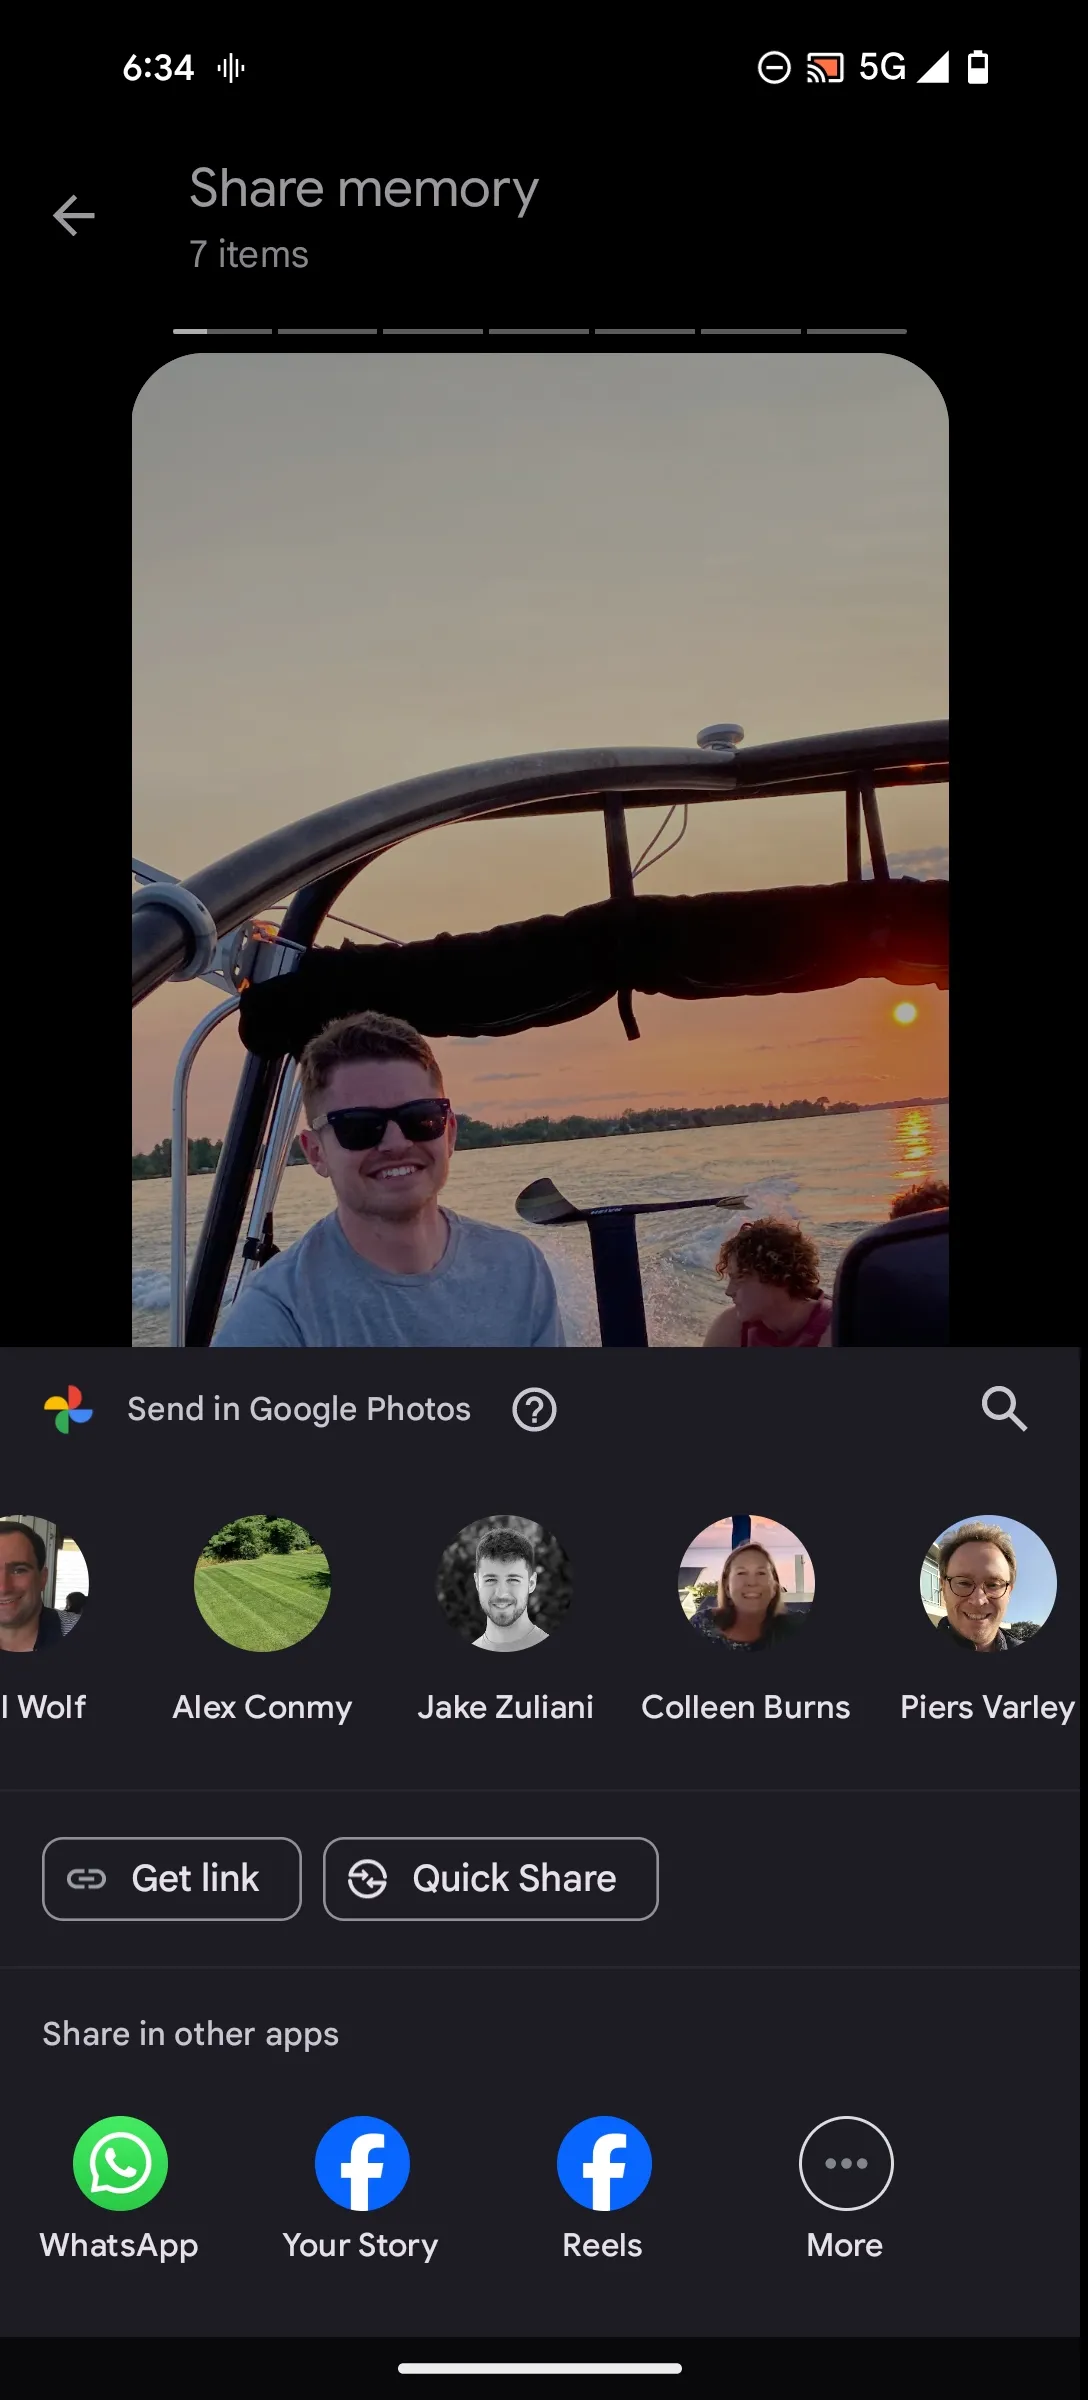 6:34
5G
Share memory
7 items
Send in Google Photos
l Wolf
Alex Conmy
Jake Zuliani
Colleen Burns
Piers Varley
Get link
Quick Share
Share in other apps
WhatsApp
Your Story
Reels
More